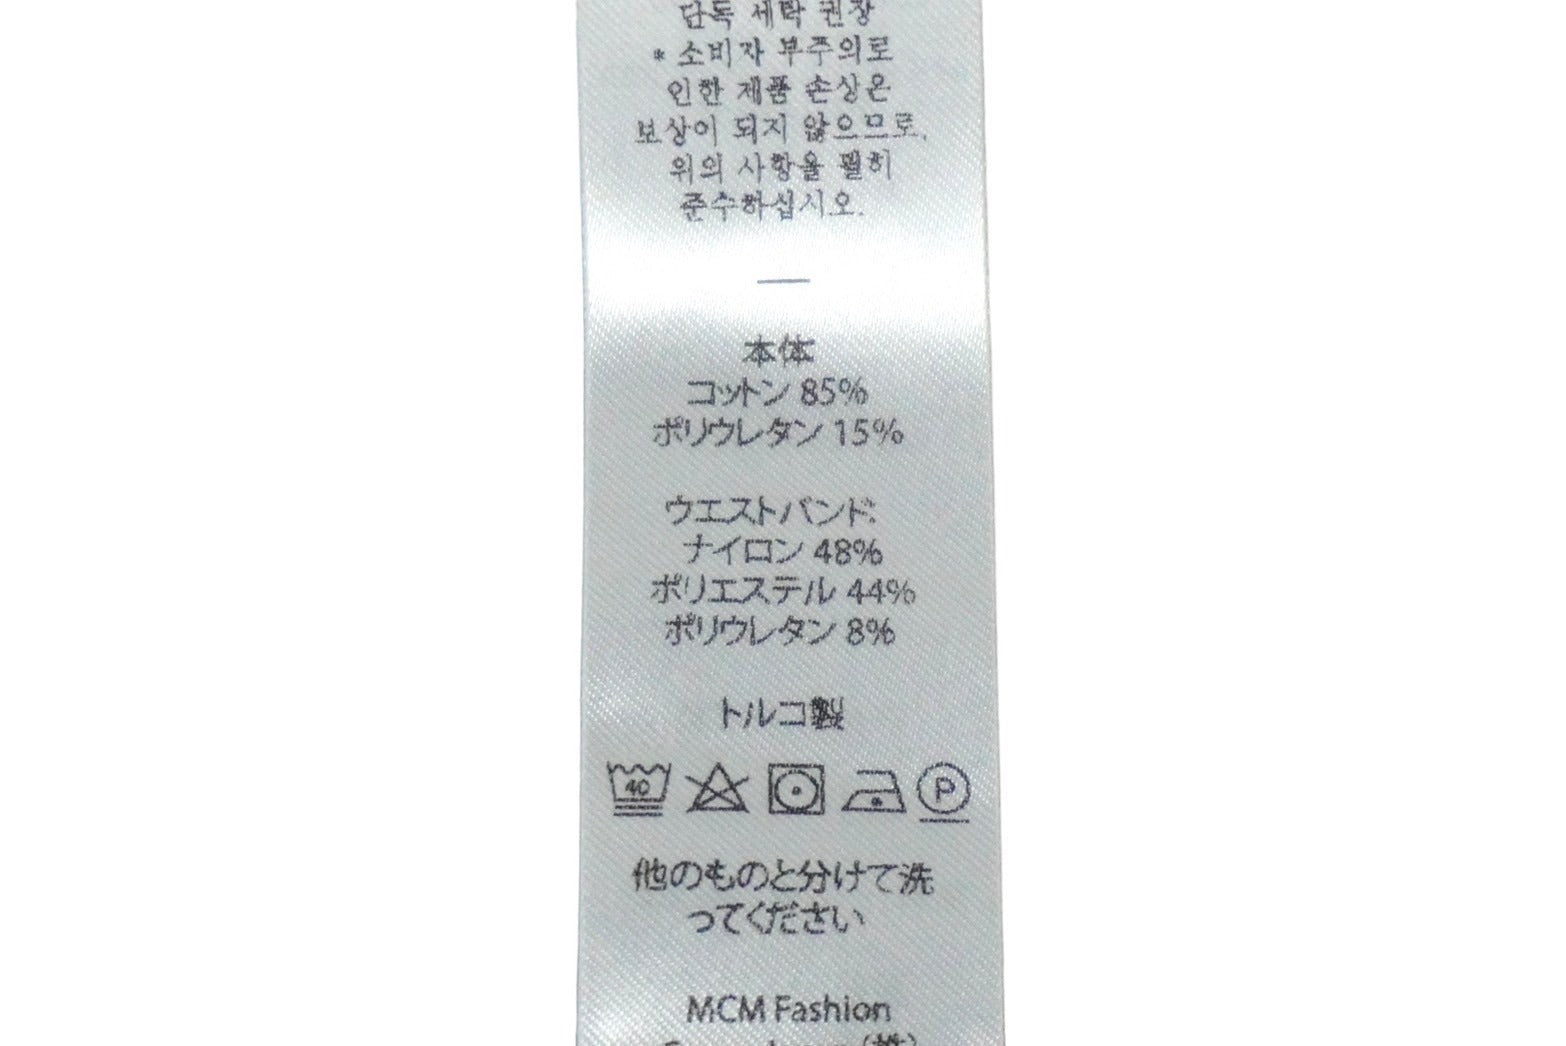 단독 세탁 권장
* 소비자 부주의로
인한 제품 손상은
보상이 되지 않으므로,
위의 사항을 필히
준수하십시오.
—
本体
コットン 85%
ポリウレタン 15%
ウエストバンド:
ナイロン 48%
ポリエステル 44%
ポリウレタン 8%
トルコ製
40 P
他のものと分けて洗
ってください
MCM Fashion
(株)